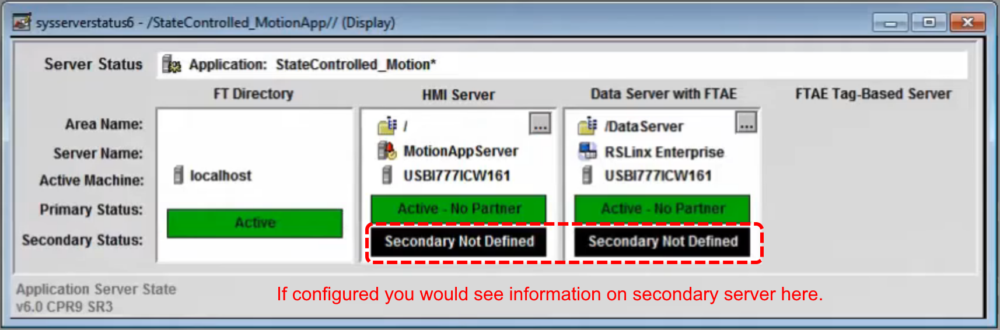 sysserverstatus6 - /StateControlled_MotionApp// (Display)
Server Status
Application: StateControlled_Motion*
FT Directory
HMI Server
Data Server with FTAE
FTAE Tag-Based Server
Area Name:
/
...
/DataServer
...
Server Name:
MotionAppServer
RSLinx Enterprise
Active Machine:
localhost
USBI777ICW161
USBI777ICW161
Primary Status:
Active
Active - No Partner
Active - No Partner
Secondary Status:
Secondary Not Defined
Secondary Not Defined
Application Server State
v6.0 CPR9 SR3
If configured you would see information on secondary server here.